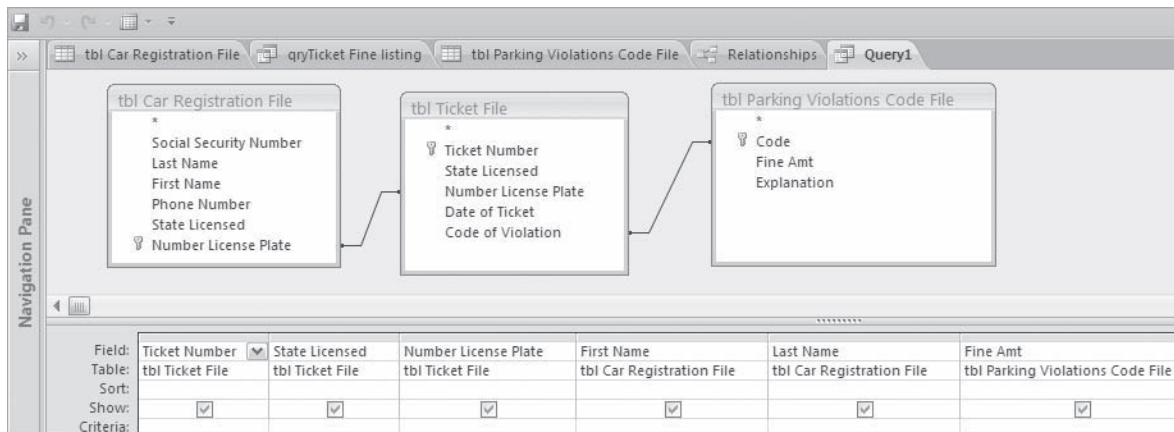 tbl Car Registration File qryTicket Fine listing tbl Parking Violations Code File Relationships Query1
Navigation Pane
tbl Car Registration File
*
Social Security Number
Last Name
First Name
Phone Number
State Licensed
Number License Plate
tbl Ticket File
*
Ticket Number
State Licensed
Number License Plate
Date of Ticket
Code of Violation
tbl Parking Violations Code File
*
Code
Fine Amt
Explanation
Field: Ticket Number State Licensed Number License Plate First Name Last Name Fine Amt
Table: tbl Ticket File tbl Ticket File tbl Ticket File tbl Car Registration File tbl Car Registration File tbl Parking Violations Code File
Sort:
Show:
Criteria: